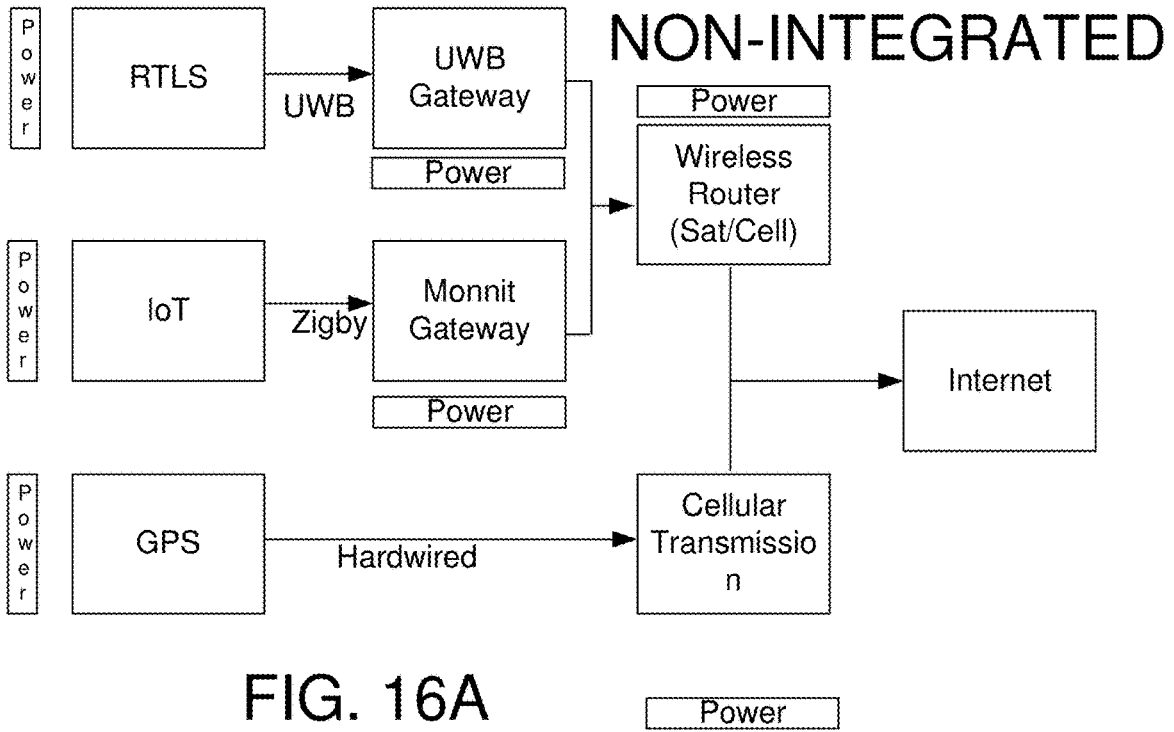 NON-INTEGRATED
Power
RTLS
UWB
UWB
Gateway
Power
Power
Wireless
Router
(Sat/Cell)
Power
IoT
Zigby
Monnit
Gateway
Power
Internet
Power
GPS
Hardwired
Cellular
Transmissio
n
FIG. 16A
Power